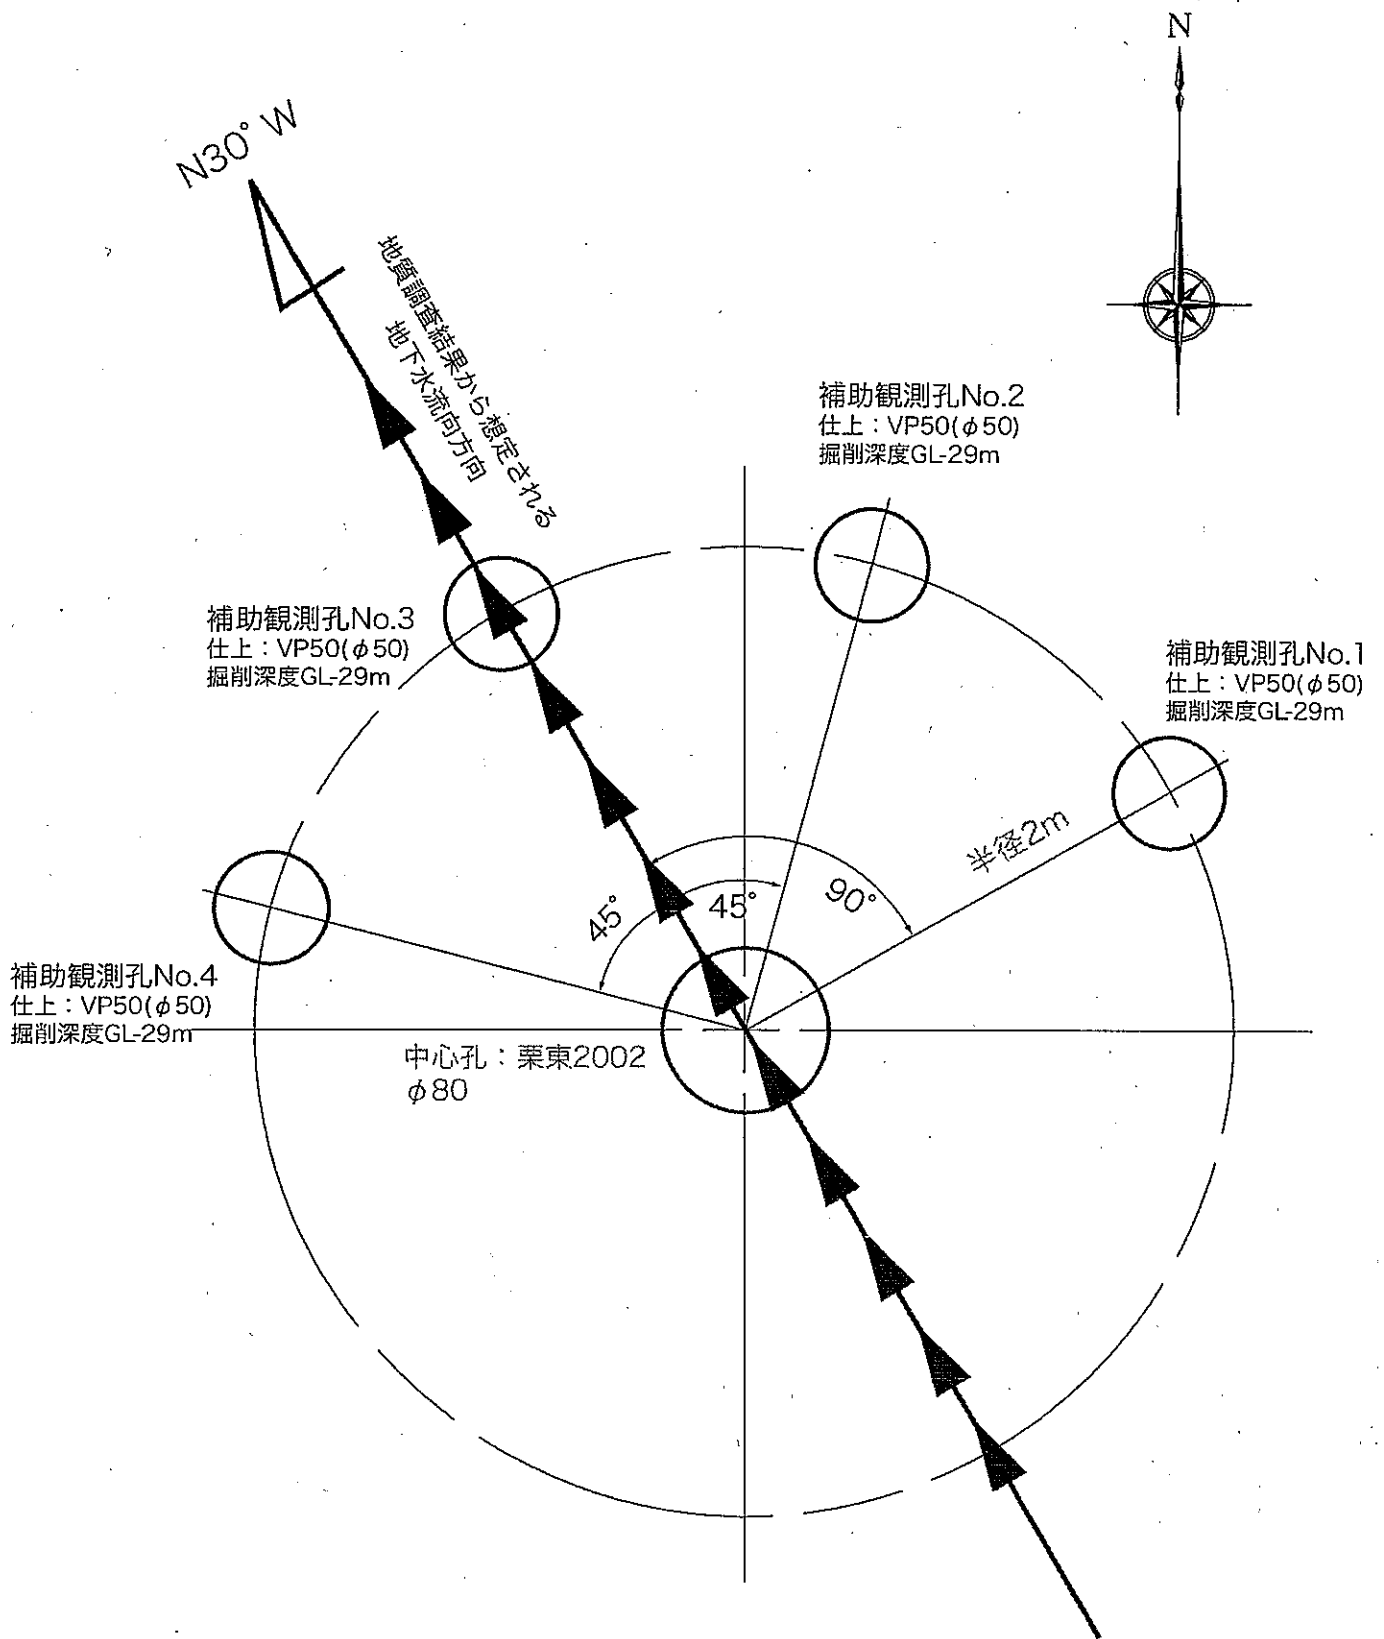 N
N30°W
地質調査結果から想定される
地下水流向方向
補助観測孔No.2
仕上：VP50(φ50)
掘削深度GL-29m
補助観測孔No.3
仕上：VP50(φ50)
掘削深度GL-29m
補助観測孔No.1
仕上：VP50(φ50)
掘削深度GL-29m
半径2m
90°
45°
45°
補助観測孔No.4
仕上：VP50(φ50)
掘削深度GL-29m
中心孔：栗東2002
φ80